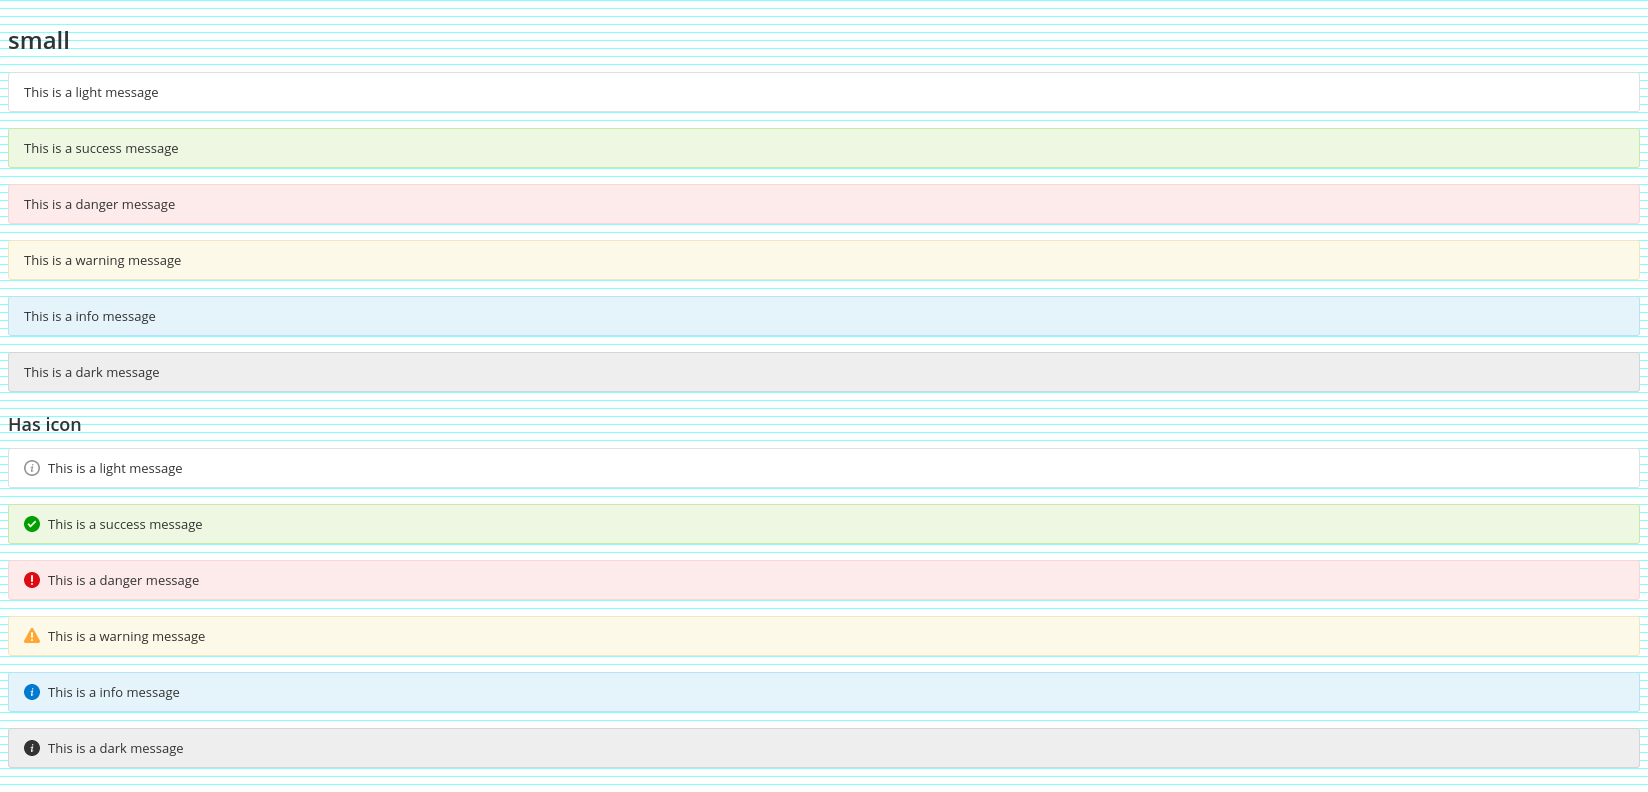 small
This is a light message
This is a success message
This is a danger message
This is a warning message
This is a info message
This is a dark message
Has icon
This is a light message
This is a success message
This is a danger message
This is a warning message
This is a info message
This is a dark message